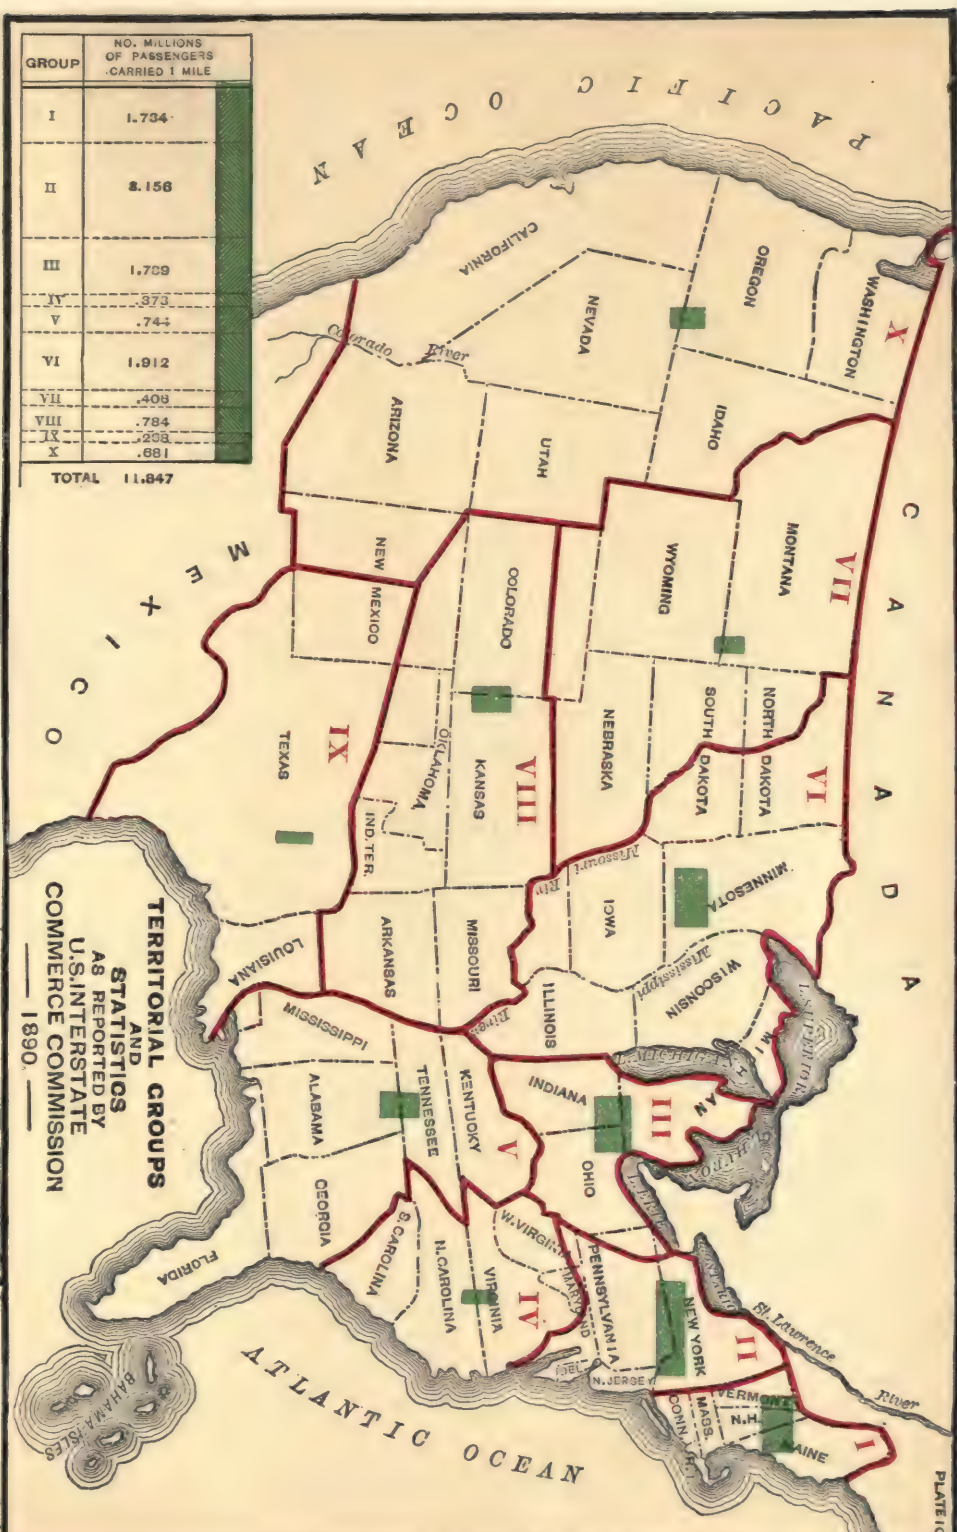 PLATE 10
PACIFIC OCEAN
CANADA
MEXICO
ATLANTIC OCEAN
GROUP
NO. MILLIONS
OF PASSENGERS
CARRIED 1 MILE
I 1.734
II 3.156
III 1.789
IV .373
V .744
VI 1.912
VII .406
VIII .784
IX .298
X .681
TOTAL 11.847
TERRITORIAL GROUPS
AND
STATISTICS
AS REPORTED BY
U.S. INTERSTATE
COMMERCE COMMISSION
1890.
X
WASHINGTON
OREGON
CALIFORNIA
NEVADA
IDAHO
UTAH
ARIZONA
Colorado River
NEW
MEXICO
VII
MONTANA
WYOMING
NORTH DAKOTA
SOUTH DAKOTA
NEBRASKA
VIII
COLORADO
KANSAS
OKLAHOMA
IND. TER.
MISSOURI
ARKANSAS
IX
TEXAS
LOUISIANA
VI
MINNESOTA
IOWA
WISCONSIN
ILLINOIS
Missouri Riv.
Mississippi
River
L. SUPERIOR
L. MICHIGAN
MICHIGAN
L. HURON
L. ERIE
ONTARIO
St. Lawrence River
III
INDIANA
OHIO
V
KENTUCKY
TENNESSEE
MISSISSIPPI
ALABAMA
GEORGIA
FLORIDA
BAHAMA ISLES
IV
W. VIRGINIA
VIRGINIA
N. CAROLINA
S. CAROLINA
II
NEW YORK
PENNSYLVANIA
MARYLAND
DEL.
N. JERSEY
I
VERMONT
N.H.
MAINE
MASS.
CONN.
R.I.